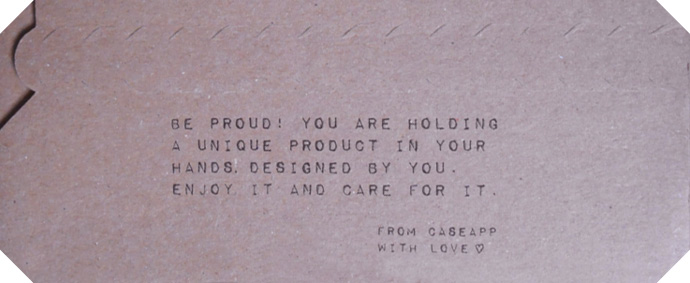 BE PROUD! YOU ARE HOLDING
A UNIQUE PRODUCT IN YOUR
HANDS, DESIGNED BY YOU.
ENJOY IT AND CARE FOR IT.
FROM CASEAPP
WITH LOVE ♡